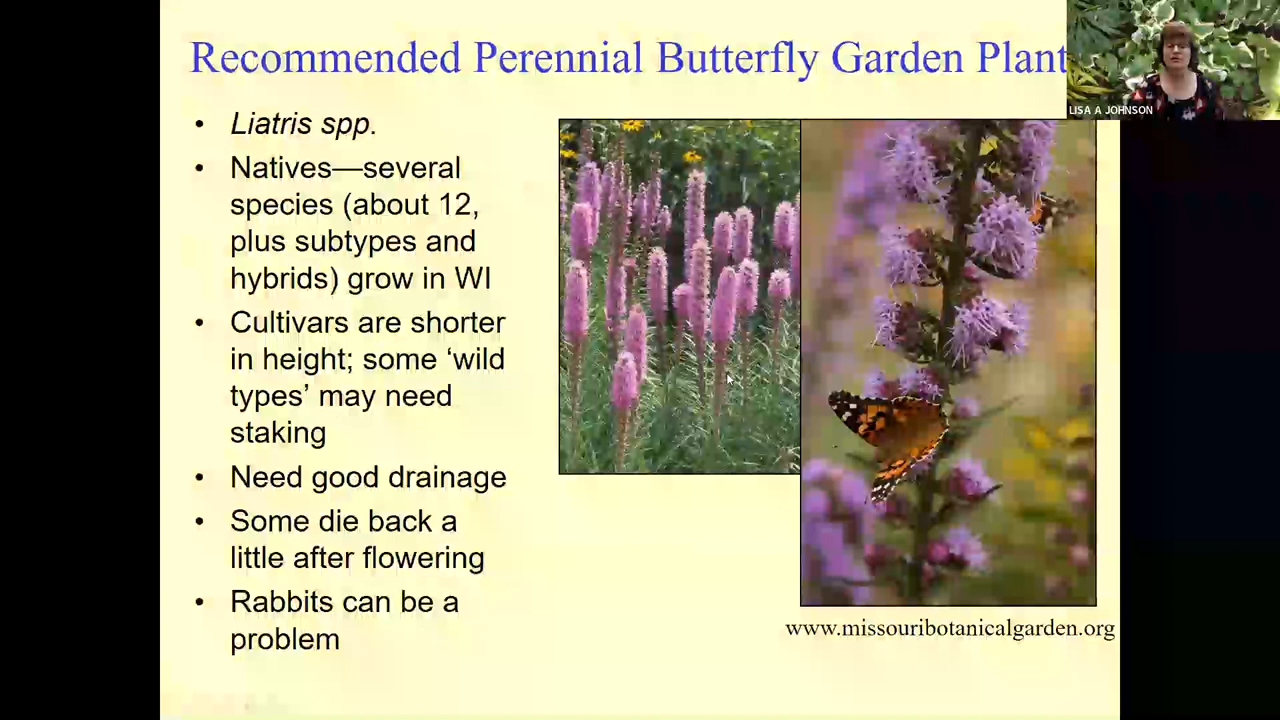 Recommended Perennial Butterfly Garden Plant
LISA A JOHNSON
• Liatris spp.
• Natives—several
species (about 12,
plus subtypes and
hybrids) grow in WI
• Cultivars are shorter
in height; some ‘wild
types’ may need
staking
• Need good drainage
• Some die back a
little after flowering
• Rabbits can be a
problem
www.missouribotanicalgarden.org